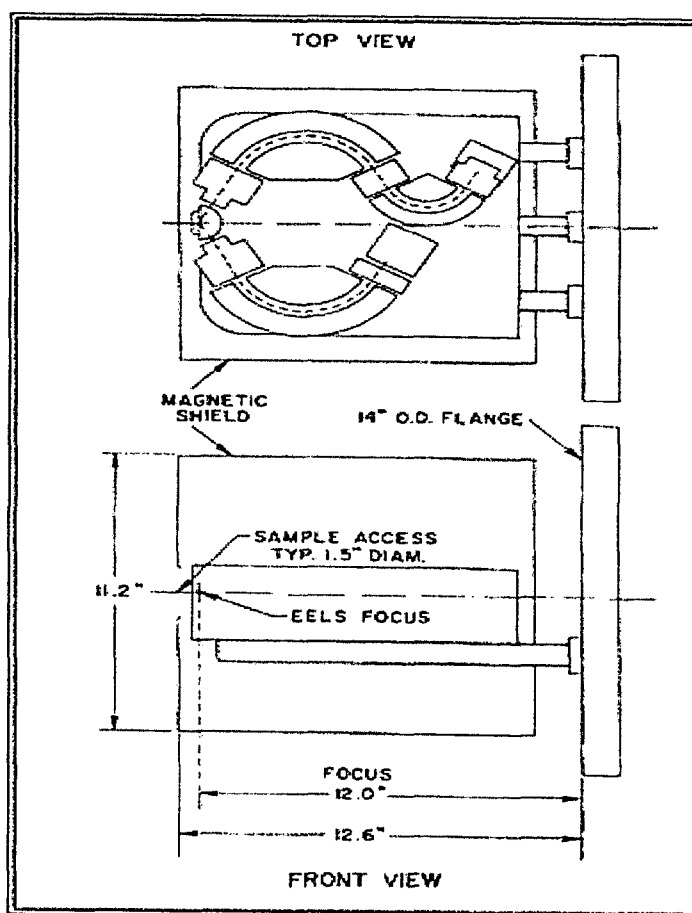 TOP VIEW
MAGNETIC
SHIELD
14" O.D. FLANGE
SAMPLE ACCESS
TYP. 1.5" DIAM.
11.2"
EELS FOCUS
FOCUS
12.0"
12.6"
FRONT VIEW